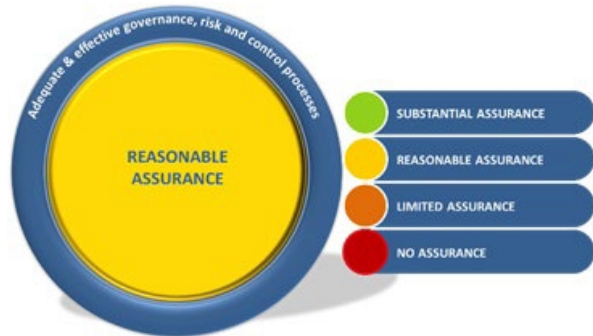 Adequate & effective governance, risk and control processes
REASONABLE
ASSURANCE
SUBSTANTIAL ASSURANCE
REASONABLE ASSURANCE
LIMITED ASSURANCE
NO ASSURANCE